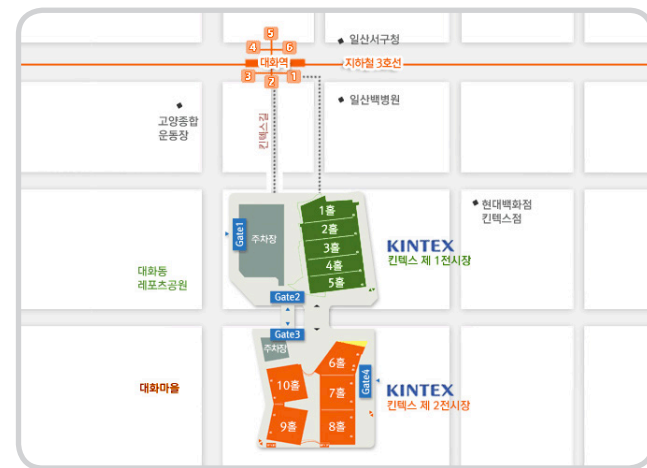 5
4
6
대화역
3
2
1
일산서구청
지하철 3호선
고양종합
운동장
킨텍스길
일산백병원
현대백화점
킨텍스점
Gate1
주차장
1홀
2홀
3홀
4홀
5홀
KINTEX
킨텍스 제 1전시장
대화동
레포츠공원
Gate2
Gate3
주차장
6홀
7홀
8홀
9홀
10홀
Gate4
KINTEX
킨텍스 제 2전시장
대화마을